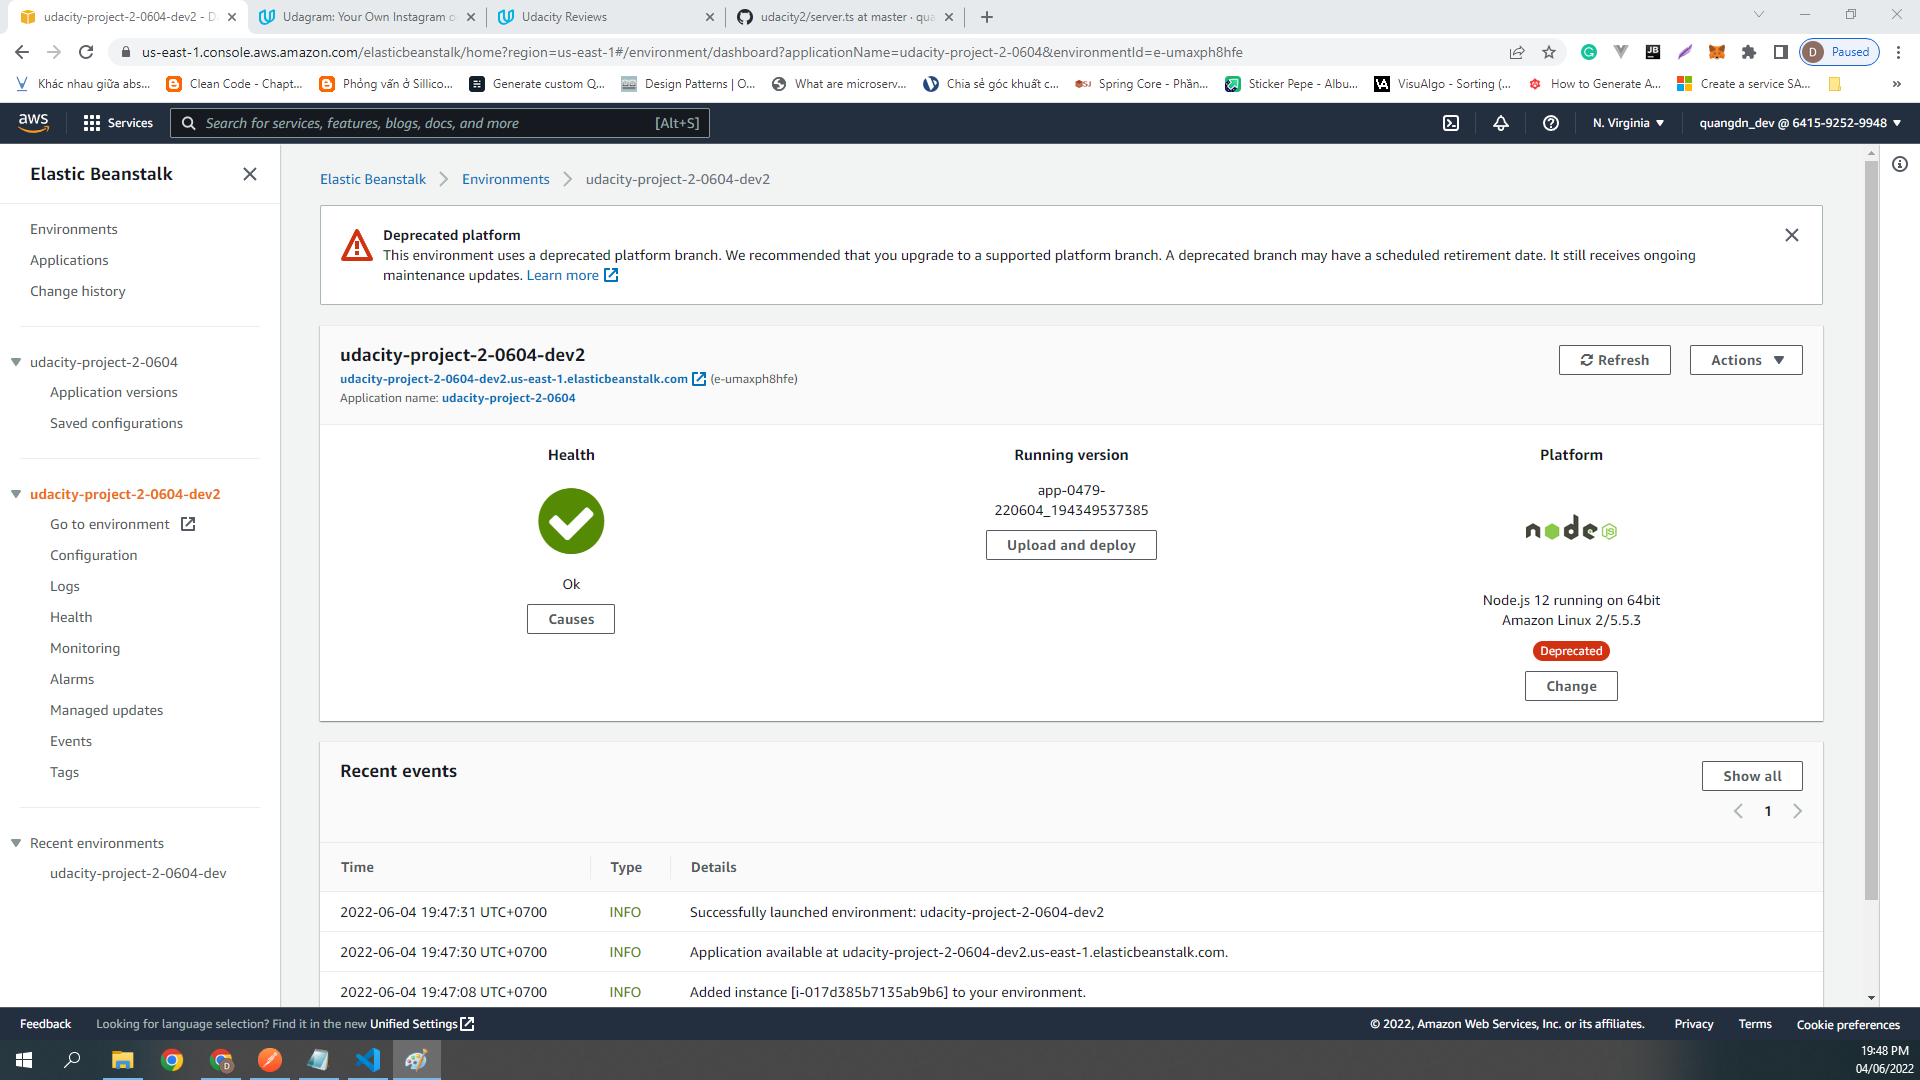 udacity-project-2-0604-dev2 - D
Udagram: Your Own Instagram o
Udacity Reviews
udacity2/server.ts at master · qua
us-east-1.console.aws.amazon.com/elasticbeanstalk/home?region=us-east-1#/environment/dashboard?applicationName=udacity-project-2-0604&environmentId=e-umaxph8hfe
JB
D Paused
Khác nhau giữa abs...
Clean Code - Chapt...
Phỏng vấn ở Sillico...
Generate custom Q...
Design Patterns | O...
What are microserv...
Chia sẻ góc khuất c...
Spring Core - Phần...
Sticker Pepe - Albu...
VisuAlgo - Sorting (...
How to Generate A...
Create a service SA...
»
aws
Services
Search for services, features, blogs, docs, and more [Alt+S]
N. Virginia
quangdn_dev @ 6415-9252-9948
Elastic Beanstalk
Environments
Applications
Change history
udacity-project-2-0604
Application versions
Saved configurations
udacity-project-2-0604-dev2
Go to environment
Configuration
Logs
Health
Monitoring
Alarms
Managed updates
Events
Tags
Recent environments
udacity-project-2-0604-dev
Elastic Beanstalk
Environments
udacity-project-2-0604-dev2
Deprecated platform
This environment uses a deprecated platform branch. We recommended that you upgrade to a supported platform branch. A deprecated branch may have a scheduled retirement date. It still receives ongoing
maintenance updates. Learn more
udacity-project-2-0604-dev2
udacity-project-2-0604-dev2.us-east-1.elasticbeanstalk.com (e-umaxph8hfe)
Application name: udacity-project-2-0604
Refresh
Actions
Health
Ok
Causes
Running version
app-0479-
220604_194349537385
Upload and deploy
Platform
node JS
Node.js 12 running on 64bit
Amazon Linux 2/5.5.3
Deprecated
Change
Recent events
Show all
1
Time Type Details
2022-06-04 19:47:31 UTC+0700 INFO Successfully launched environment: udacity-project-2-0604-dev2
2022-06-04 19:47:30 UTC+0700 INFO Application available at udacity-project-2-0604-dev2.us-east-1.elasticbeanstalk.com.
2022-06-04 19:47:08 UTC+0700 INFO Added instance [i-017d385b7135ab9b6] to your environment.
Feedback
Looking for language selection? Find it in the new Unified Settings
© 2022, Amazon Web Services, Inc. or its affiliates.
Privacy
Terms
Cookie preferences
19:48 PM
04/06/2022